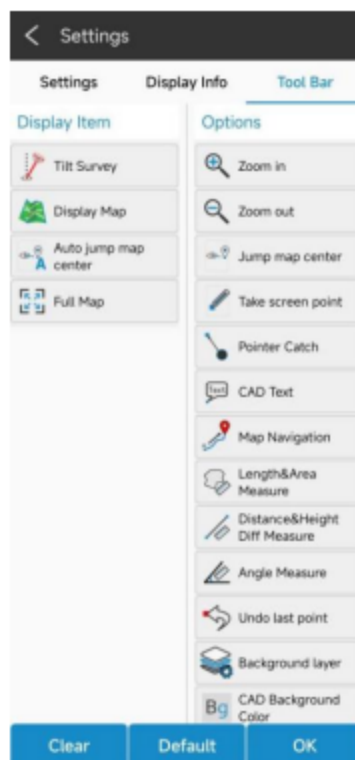 Settings
Settings Display Info Tool Bar
Display Item
Tilt Survey
Display Map
Auto jump map
center
Full Map
Options
Zoom in
Zoom out
Jump map center
Take screen point
Pointer Catch
Text
CAD Text
Map Navigation
Length&Area
Measure
Distance&Height
Diff Measure
Angle Measure
Undo last point
Background layer
Bg
CAD Background
Color
Clear Default OK